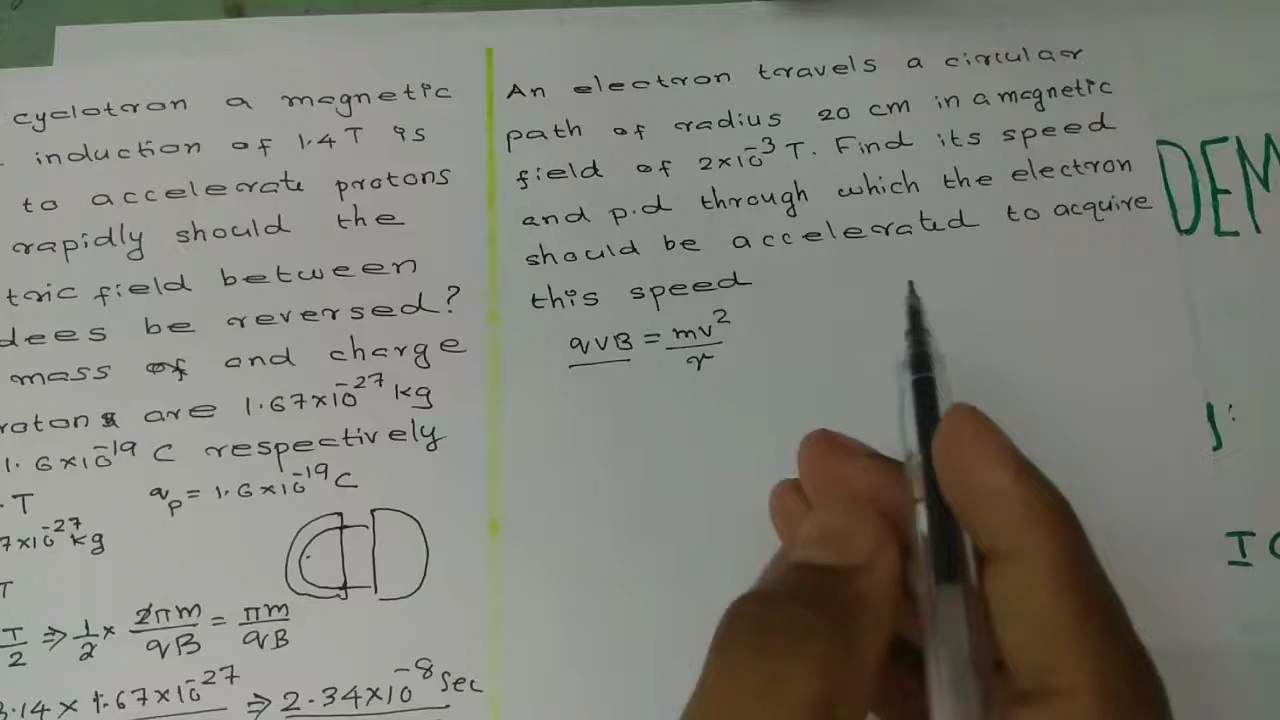 cyclotron a magnetic
induction of 1.4 T is
to accelerate protons
rapidly should the
tric field between
dees be reversed?
mass of and charge
rotons are 1.67×10⁻²⁷ kg
1.6×10⁻¹⁹ C respectively
T qp = 1.6×10⁻¹⁹ C
7×10⁻²⁷ kg
T
T/2 ⇒ 1/2 × 2πm/qB = πm/qB
3.14 × 1.67×10⁻²⁷ ⇒ 2.34×10⁻⁸ sec
An electron travels a circular
path of radius 20 cm in a magnetic
field of 2×10⁻³ T. Find its speed
and p.d through which the electron
should be accelerated to acquire
this speed
qvB = mv²/r
DEM